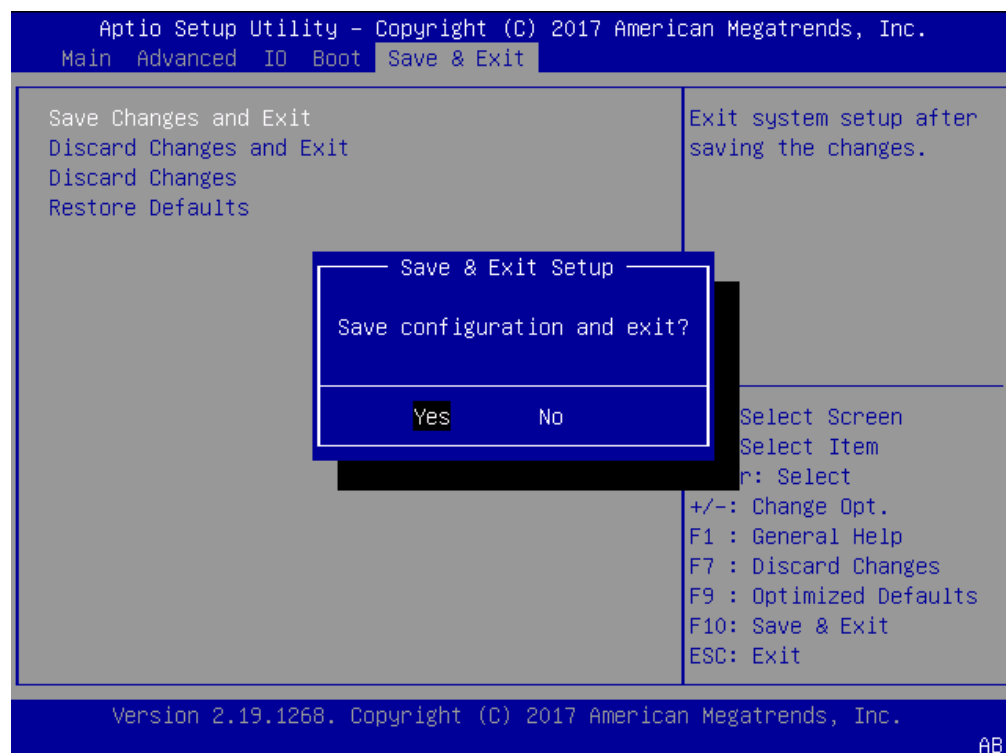 Aptio Setup Utility – Copyright (C) 2017 American Megatrends, Inc.
Main Advanced IO Boot Save & Exit
Save Changes and Exit
Discard Changes and Exit
Discard Changes
Restore Defaults
Exit system setup after
saving the changes.
Save & Exit Setup
Save configuration and exit?
Yes No
Select Screen
Select Item
r: Select
+/-: Change Opt.
F1 : General Help
F7 : Discard Changes
F9 : Optimized Defaults
F10: Save & Exit
ESC: Exit
Version 2.19.1268. Copyright (C) 2017 American Megatrends, Inc.
AB